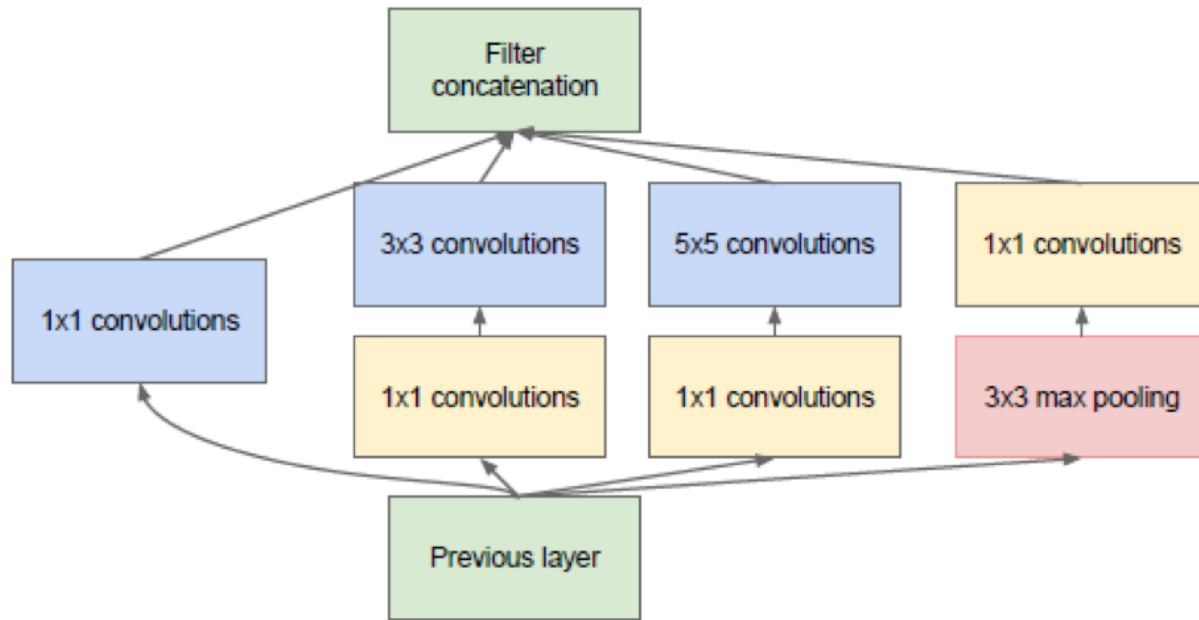 Filter
concatenation
3x3 convolutions
5x5 convolutions
1x1 convolutions
1x1 convolutions
1x1 convolutions
1x1 convolutions
3x3 max pooling
Previous layer